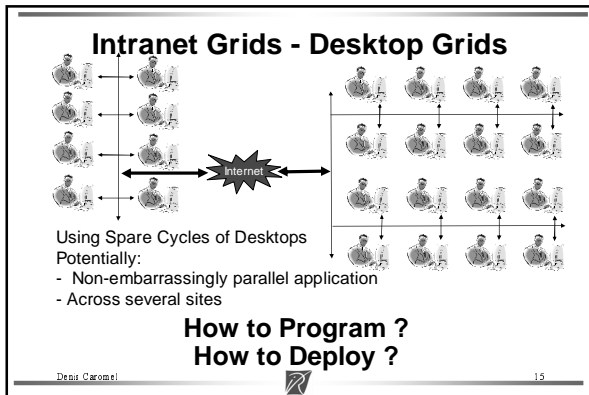 Intranet Grids - Desktop Grids
Internet
Using Spare Cycles of Desktops
Potentially:
- Non-embarrassingly parallel application
- Across several sites
How to Program ?
How to Deploy ?
Denis Caromel
15